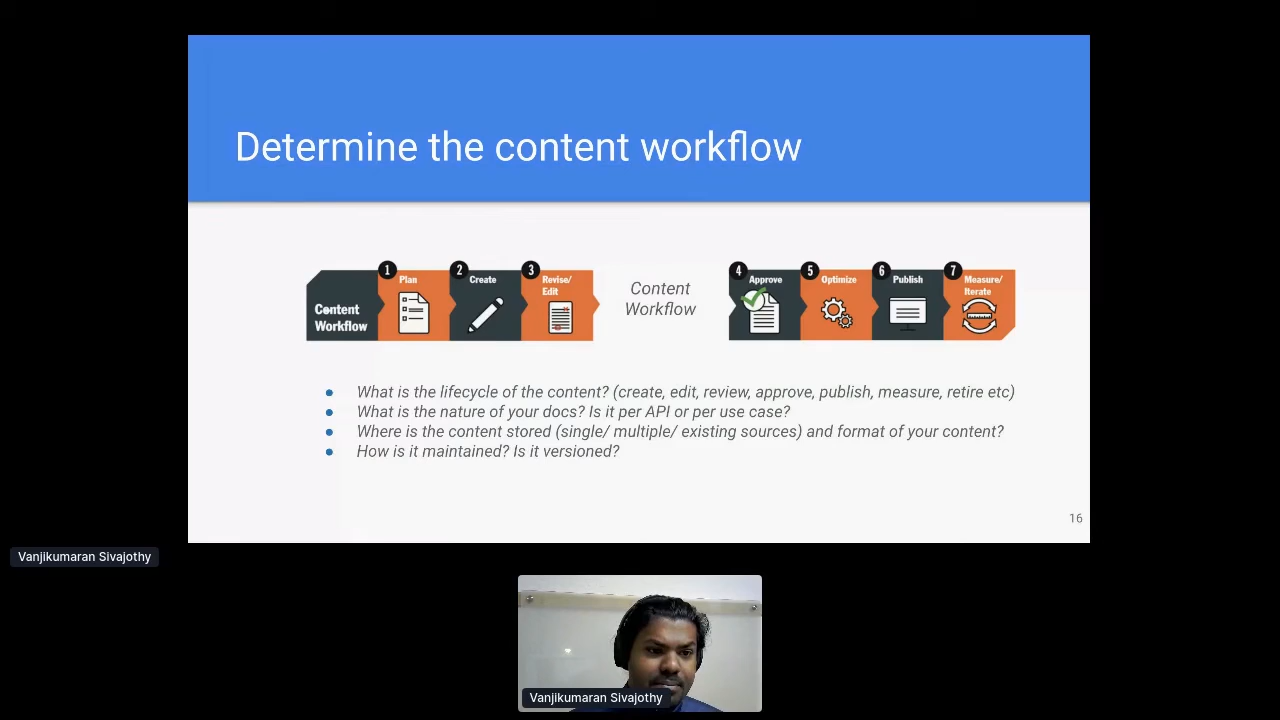 Determine the content workflow
Content
Workflow
1
Plan
2
Create
3
Revise/
Edit
Content
Workflow
4
Approve
5
Optimize
6
Publish
7
Measure/
Iterate
What is the lifecycle of the content? (create, edit, review, approve, publish, measure, retire etc)
What is the nature of your docs? Is it per API or per use case?
Where is the content stored (single/ multiple/ existing sources) and format of your content?
How is it maintained? Is it versioned?
16
Vanjikumaran Sivajothy
Vanjikumaran Sivajothy